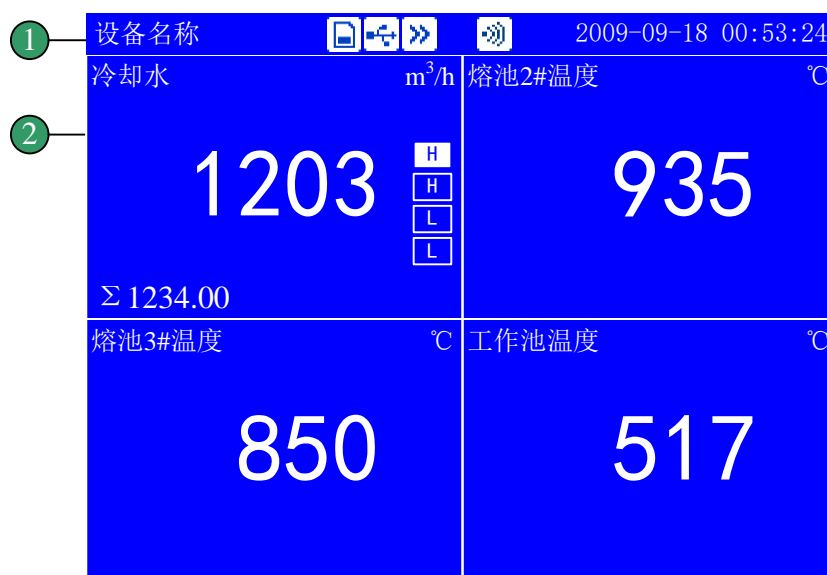 1
设备名称 2009-09-18 00:53:24
冷却水 m³/h
2
1203
H
H
L
L
Σ 1234.00
熔池2#温度 ℃
935
熔池3#温度 ℃
850
工作池温度 ℃
517